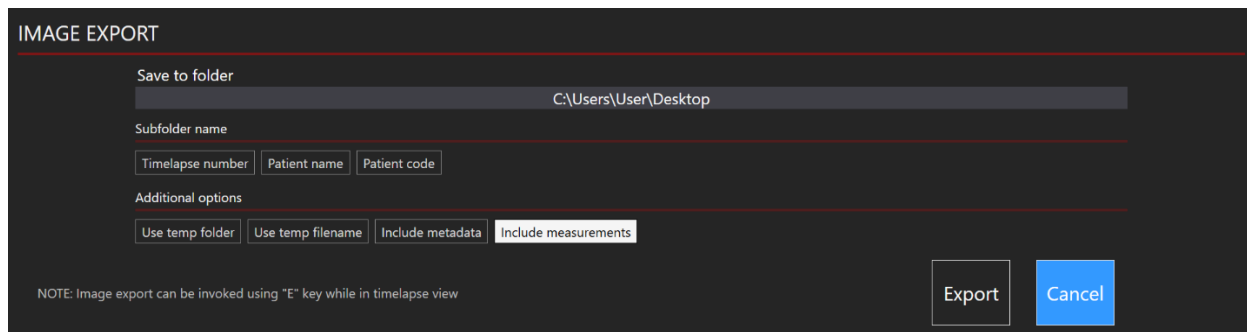 IMAGE EXPORT
Save to folder
C:\Users\User\Desktop
Subfolder name
Timelapse number Patient name Patient code
Additional options
Use temp folder Use temp filename Include metadata Include measurements
NOTE: Image export can be invoked using "E" key while in timelapse view
Export Cancel